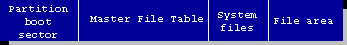 Partition
boot
sector
Master File Table
System
files
File area